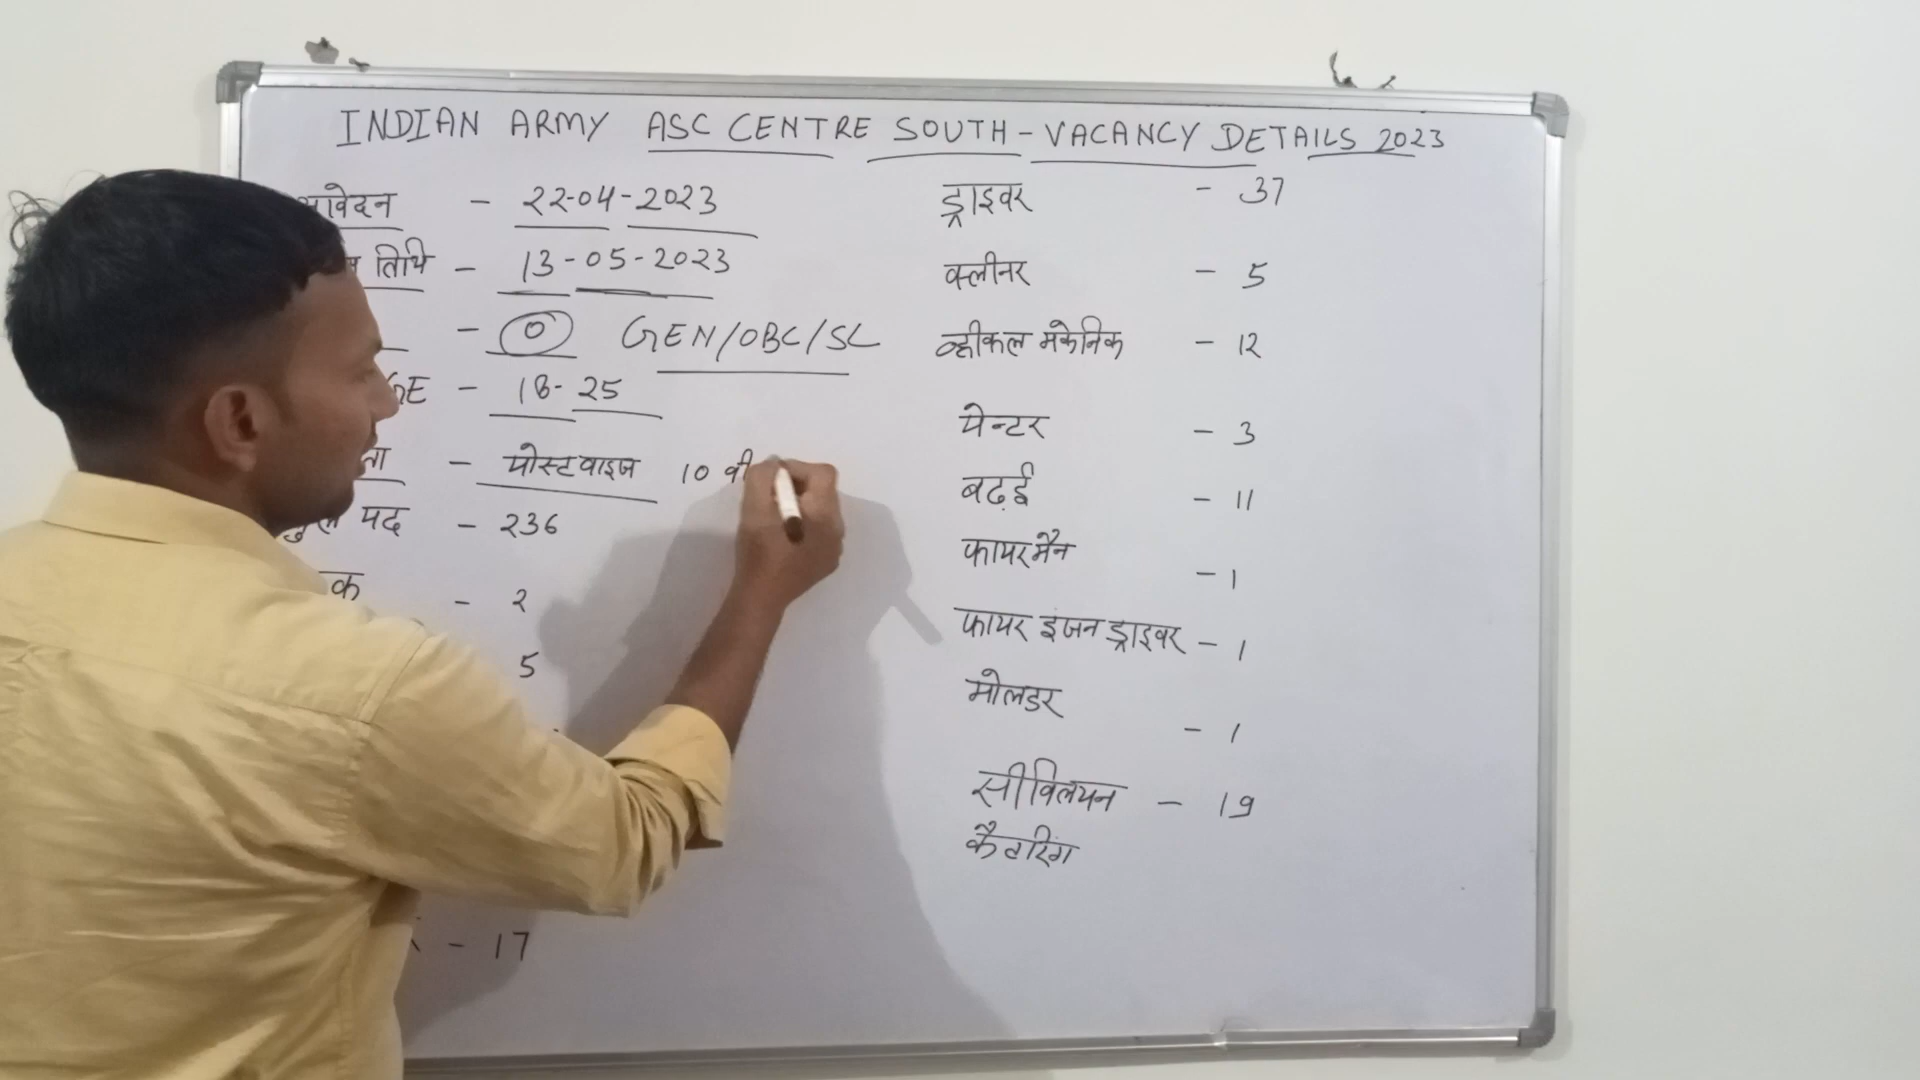 INDIAN ARMY ASC CENTRE SOUTH - VACANCY DETAILS 2023
आवेदन - 22-04-2023
तिथि - 13-05-2023
- 0 GEN/OBC/SC
GE - 18-25
ता - पोस्टवाइज 10 वी
कुल पद - 236
क - 2
5
- 17
ड्राइवर - 37
क्लीनर - 5
व्हीकल मकेनिक - 12
पेन्टर - 3
बढ़ई - 11
फायरमैन - 1
फायर इंजन ड्राइवर - 1
मोलडर - 1
सीविलयन - 19
कैटरिंग